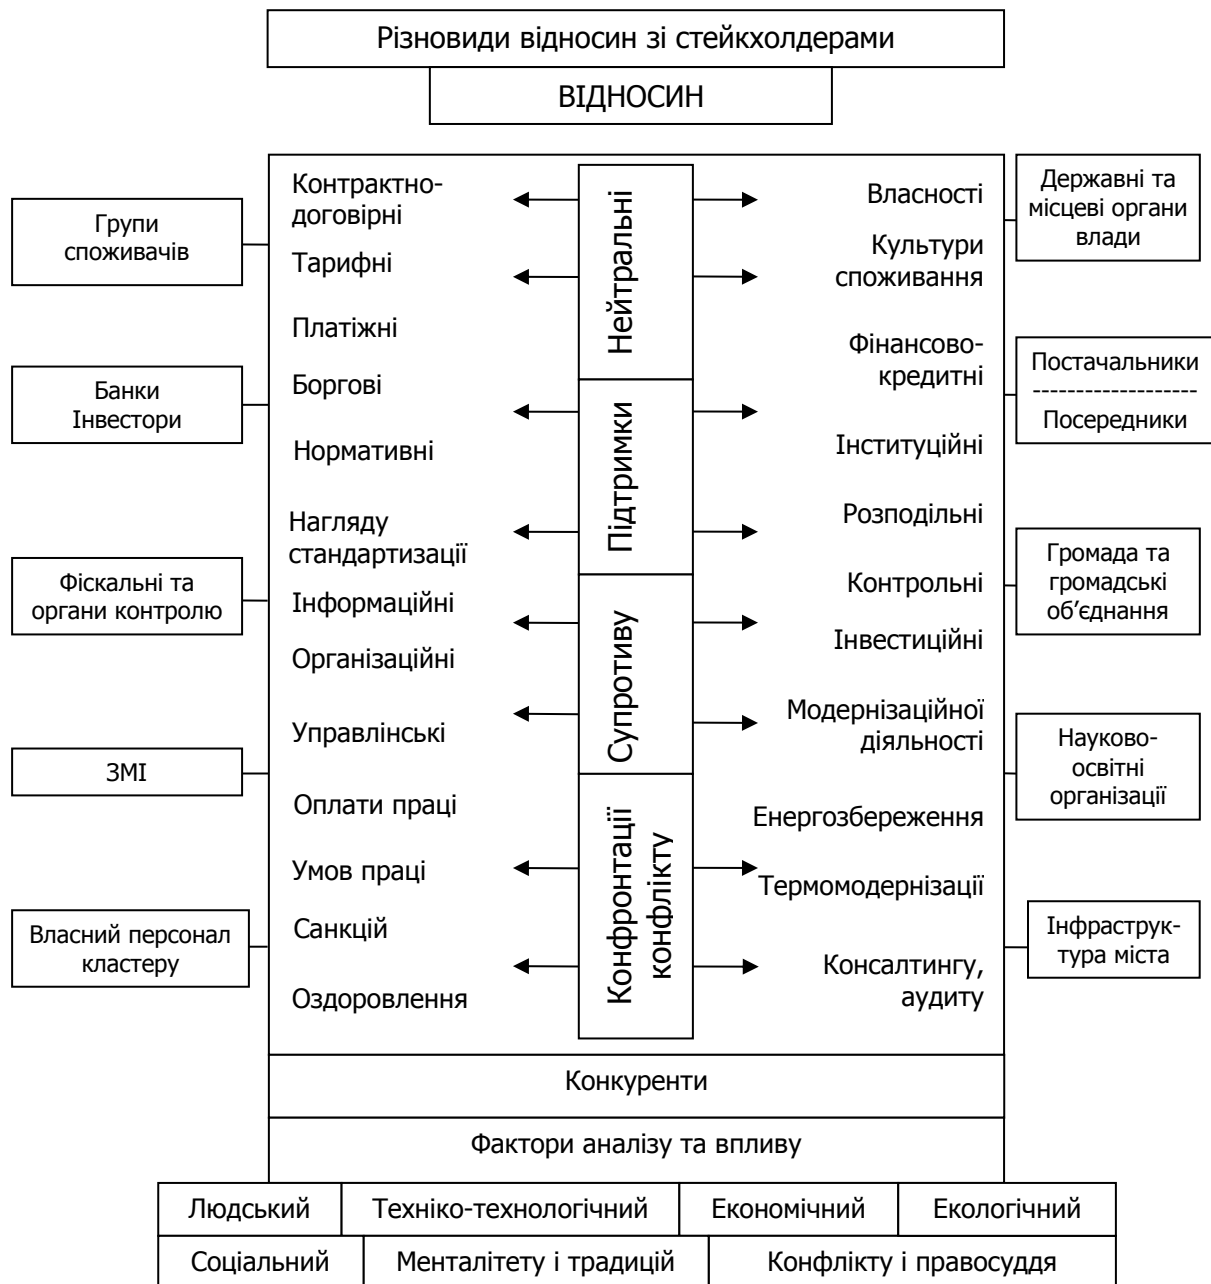 Різновиди відносин зі стейкхолдерами
ВІДНОСИН
Групи
споживачів
Банки
Інвестори
Фіскальні та
органи контролю
ЗМІ
Власний персонал
кластеру
Контрактно-
договірні
Тарифні
Платіжні
Боргові
Нормативні
Нагляду
стандартизації
Інформаційні
Організаційні
Управлінські
Оплати праці
Умов праці
Санкцій
Оздоровлення
Нейтральні
Підтримки
Супротиву
Конфронтації
конфлікту
Власності
Культури
споживання
Фінансово-
кредитні
Інституційні
Розподільні
Контрольні
Інвестиційні
Модернізаційної
діяльності
Енергозбереження
Термомодернізації
Консалтингу,
аудиту
Державні та
місцеві органи
влади
Постачальники
-------------------
Посередники
Громада та
громадські
об’єднання
Науково-
освітні
організації
Інфраструк-
тура міста
Конкуренти
Фактори аналізу та впливу
Людський Техніко-технологічний Економічний Екологічний
Соціальний Менталітету і традицій Конфлікту і правосуддя